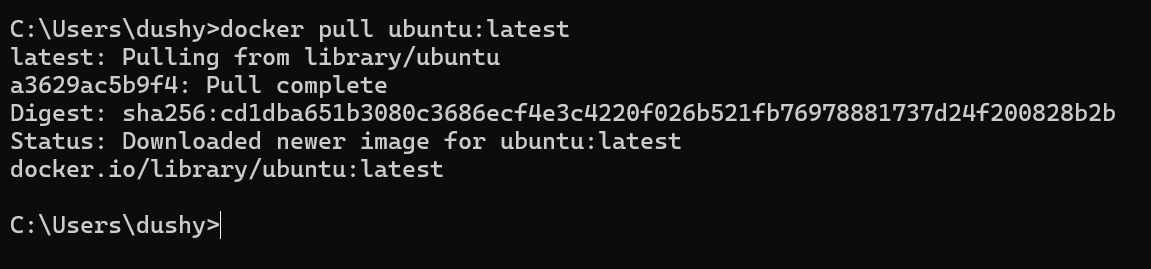 C:\Users\dushy>docker pull ubuntu:latest
latest: Pulling from library/ubuntu
a3629ac5b9f4: Pull complete
Digest: sha256:cd1dba651b3080c3686ecf4e3c4220f026b521fb76978881737d24f200828b2b
Status: Downloaded newer image for ubuntu:latest
docker.io/library/ubuntu:latest
C:\Users\dushy>